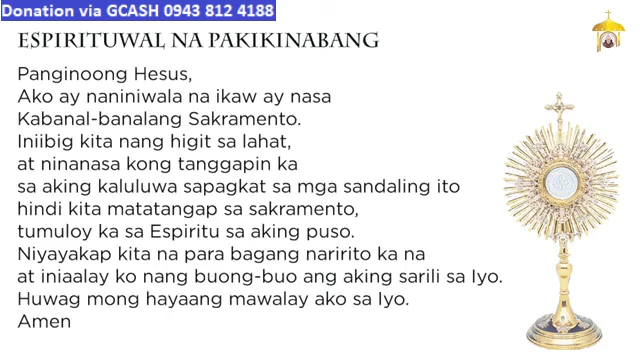 Donation via GCASH 0943 812 4188
ESPIRITUWAL NA PAKIKINABANG
Panginoong Hesus,
Ako ay naniniwala na ikaw ay nasa
Kabanal-banalang Sakramento.
Iniibig kita nang higit sa lahat,
at ninanasa kong tanggapin ka
sa aking kaluluwa sapagkat sa mga sandaling ito
hindi kita matatangap sa sakramento,
tumuloy ka sa Espiritu sa aking puso.
Niyayakap kita na para bagang naririto ka na
at iniaalay ko nang buong-buo ang aking sarili sa Iyo.
Huwag mong hayaang mawalay ako sa Iyo.
Amen